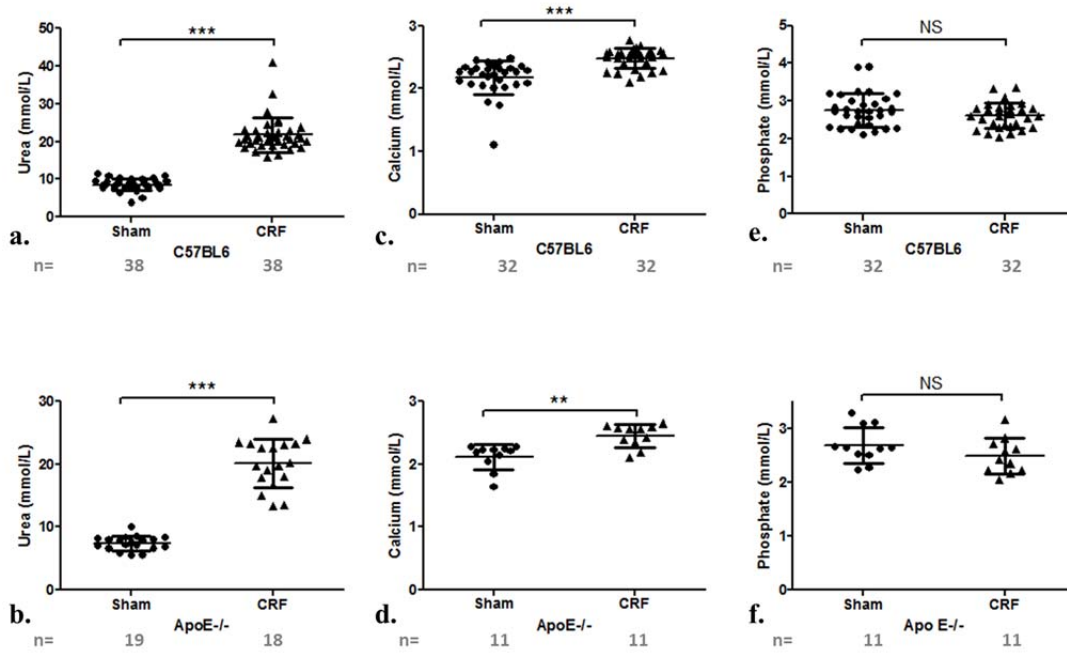 ***
Urea (mmol/L)
50
40
30
20
10
0
Sham
CRF
a.
C57BL6
n=
38
38
***
Calcium (mmol/L)
3
2
1
0
Sham
CRF
c.
C57BL6
n=
32
32
NS
Phosphate (mmol/L)
5
4
3
2
1
0
Sham
CRF
e.
C57BL6
n=
32
32
***
Urea (mmol/L)
30
20
10
0
Sham
CRF
b.
ApoE-/-
n=
19
18
**
Calcium (mmol/L)
3
2
1
0
Sham
CRF
d.
ApoE-/-
n=
11
11
NS
Phosphate (mmol/L)
3
2
1
0
Sham
CRF
f.
Apo E-/-
n=
11
11